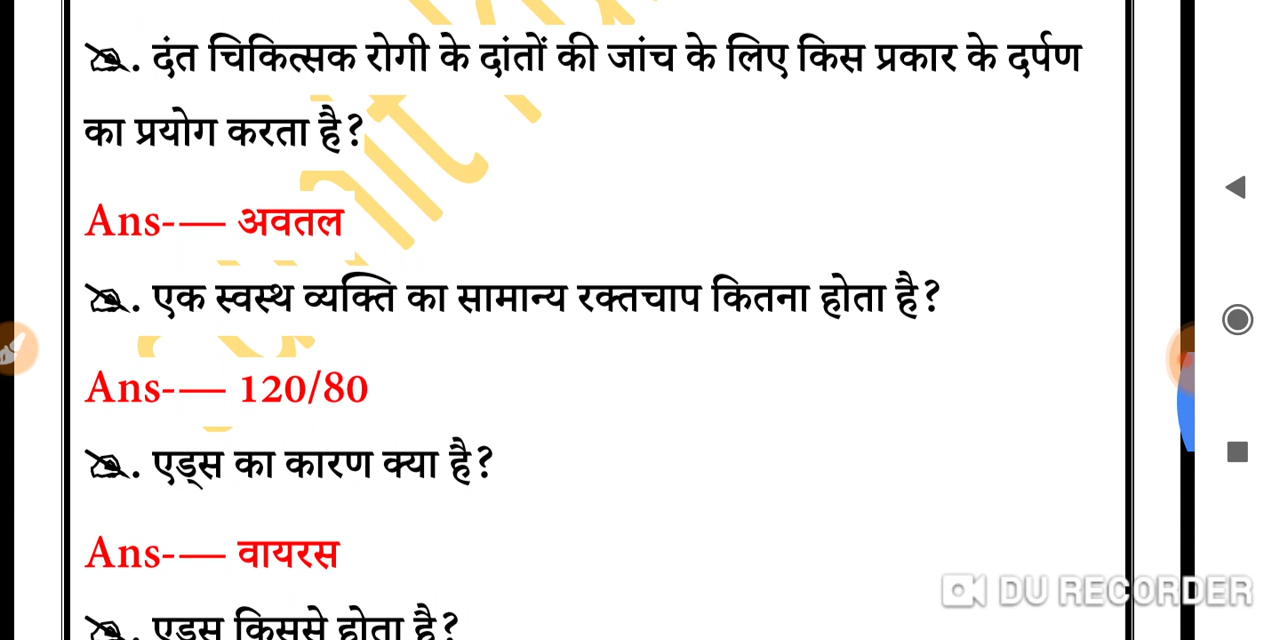 दंत चिकित्सक रोगी के दांतों की जांच के लिए किस प्रकार के दर्पण
का प्रयोग करता है?
Ans-— अवतल
. एक स्वस्थ व्यक्ति का सामान्य रक्तचाप कितना होता है?
Ans-— 120/80
. एड्स का कारण क्या है?
Ans-— वायरस
. एड्स किससे होता है?
DU RECORDER